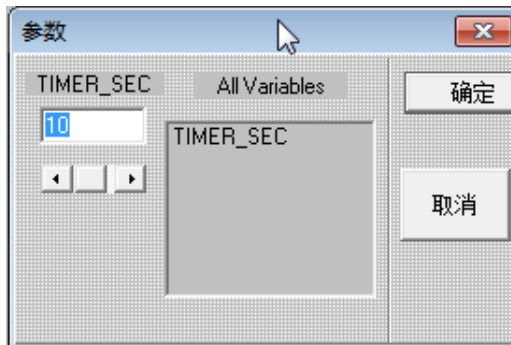 参数
TIMER_SEC
All Variables
确定
10
TIMER_SEC
取消